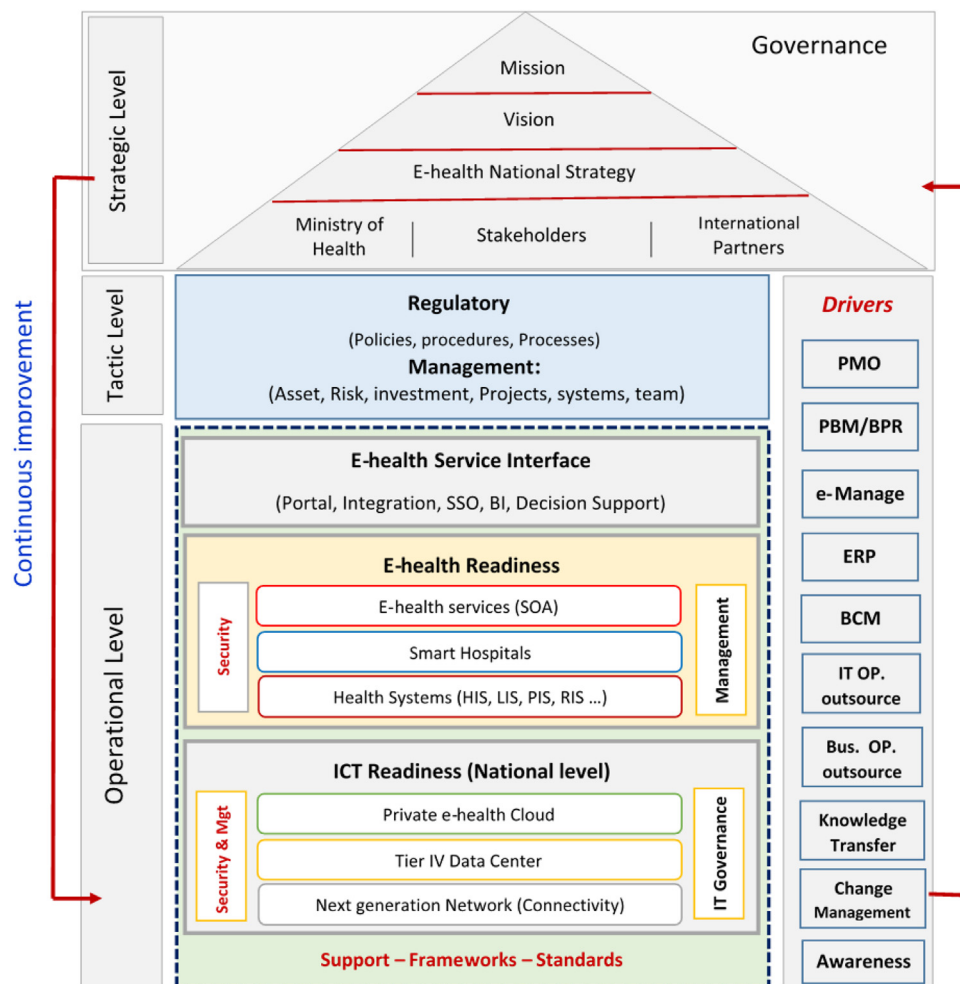 Governance
Strategic Level
Mission
Vision
E-health National Strategy
Ministry of
Health
Stakeholders
International
Partners
Continuous improvement
Tactic Level
Regulatory
(Policies, procedures, Processes)
Management:
(Asset, Risk, investment, Projects, systems, team)
Operational Level
E-health Service Interface
(Portal, Integration, SSO, BI, Decision Support)
E-health Readiness
Security
E-health services (SOA)
Smart Hospitals
Health Systems (HIS, LIS, PIS, RIS ...)
Management
ICT Readiness (National level)
Security & Mgt
Private e-health Cloud
Tier IV Data Center
Next generation Network (Connectivity)
IT Governance
Support – Frameworks – Standards
Drivers
PMO
PBM/BPR
e-Manage
ERP
BCM
IT OP.
outsource
Bus. OP.
outsource
Knowledge
Transfer
Change
Management
Awareness